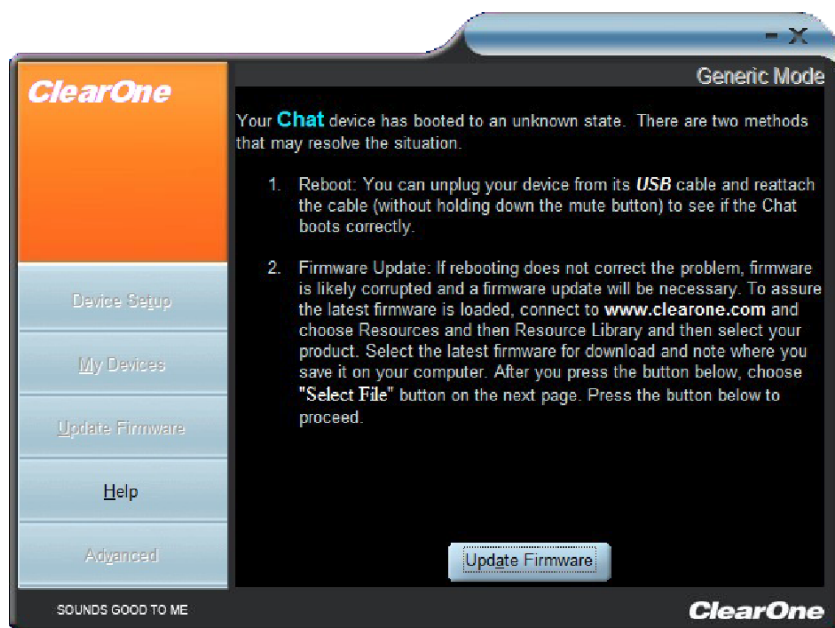 - X
Generic Mode
ClearOne
Your Chat device has booted to an unknown state. There are two methods
that may resolve the situation.
1. Reboot: You can unplug your device from its USB cable and reattach
the cable (without holding down the mute button) to see if the Chat
boots correctly.
2. Firmware Update: If rebooting does not correct the problem, firmware
is likely corrupted and a firmware update will be necessary. To assure
the latest firmware is loaded, connect to www.clearone.com and
choose Resources and then Resource Library and then select your
product. Select the latest firmware for download and note where you
save it on your computer. After you press the button below, choose
"Select File" button on the next page. Press the button below to
proceed.
Device Setup
My Devices
Update Firmware
Help
Advanced
Update Firmware
SOUNDS GOOD TO ME
ClearOne